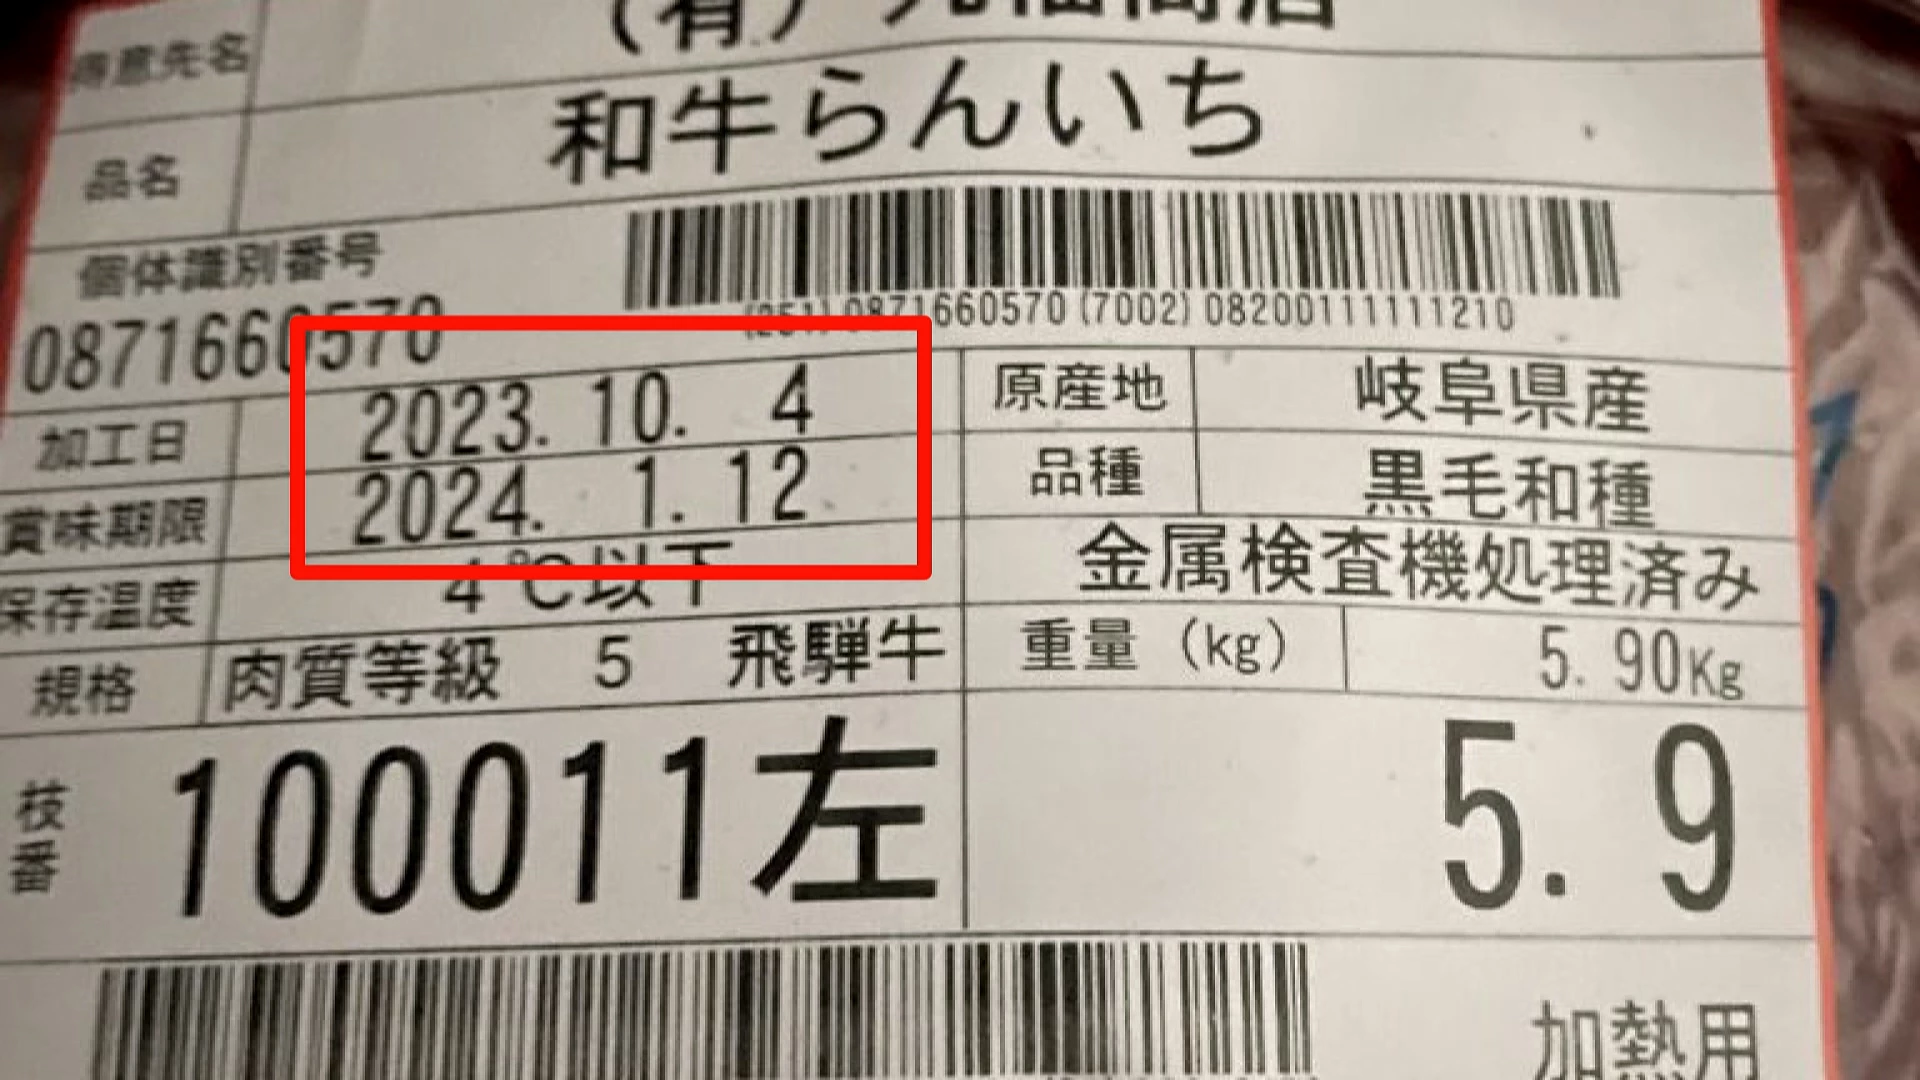 得意先名
(有)
品名 和牛らんいち
個体識別番号
0871660570
(251) 0871660570 (7002) 08200111111210
加工日 2023. 10. 4 原産地 岐阜県産
賞味期限 2024. 1. 12 品種 黒毛和種
保存温度 4℃以下 金属検査機処理済み
規格 肉質等級 5 飛騨牛 重量 (kg) 5. 90Kg
枝番 100011左 5. 9
加熱用